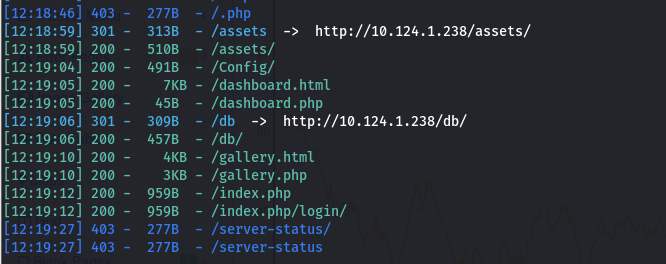 [12:18:46] 403 - 277B - /.php
[12:18:59] 301 - 313B - /assets -> http://10.124.1.238/assets/
[12:18:59] 200 - 510B - /assets/
[12:19:04] 200 - 491B - /Config/
[12:19:05] 200 - 7KB - /dashboard.html
[12:19:05] 200 - 45B - /dashboard.php
[12:19:06] 301 - 309B - /db -> http://10.124.1.238/db/
[12:19:06] 200 - 457B - /db/
[12:19:10] 200 - 4KB - /gallery.html
[12:19:10] 200 - 3KB - /gallery.php
[12:19:12] 200 - 959B - /index.php
[12:19:12] 200 - 959B - /index.php/login/
[12:19:27] 403 - 277B - /server-status/
[12:19:27] 403 - 277B - /server-status